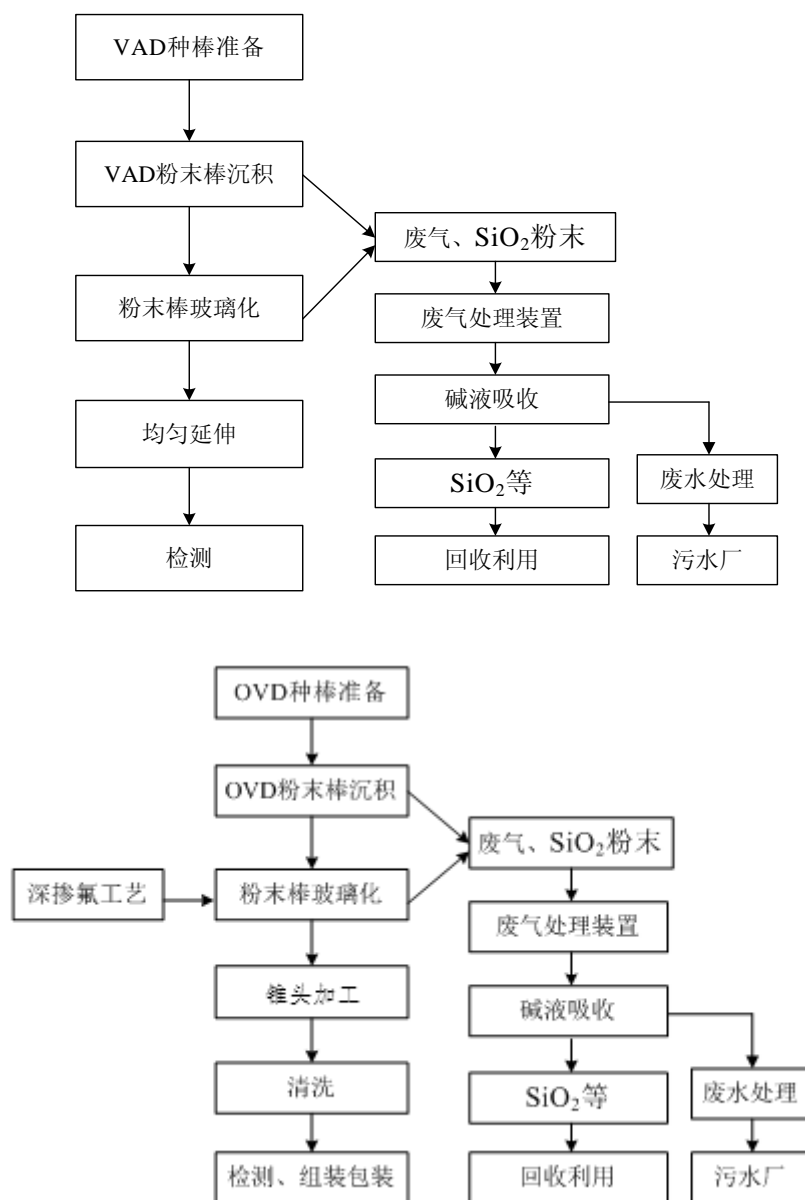 VAD种棒准备
VAD粉末棒沉积
废气、SiO₂粉末
粉末棒玻璃化
废气处理装置
碱液吸收
均匀延伸
SiO₂等
废水处理
检测
回收利用
污水厂
OVD种棒准备
OVD粉末棒沉积
废气、SiO₂粉末
深掺氟工艺
粉末棒玻璃化
废气处理装置
锥头加工
碱液吸收
清洗
SiO₂等
废水处理
检测、组装包装
回收利用
污水厂